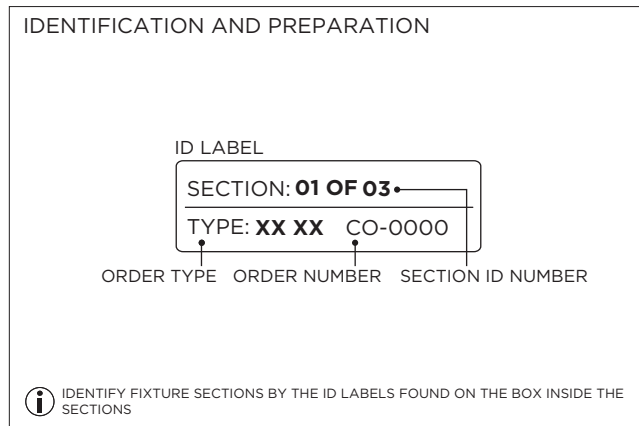 IDENTIFICATION AND PREPARATION
ID LABEL
SECTION: 01 OF 03
TYPE: XX XX CO-0000
ORDER TYPE ORDER NUMBER SECTION ID NUMBER
IDENTIFY FIXTURE SECTIONS BY THE ID LABELS FOUND ON THE BOX INSIDE THE
SECTIONS